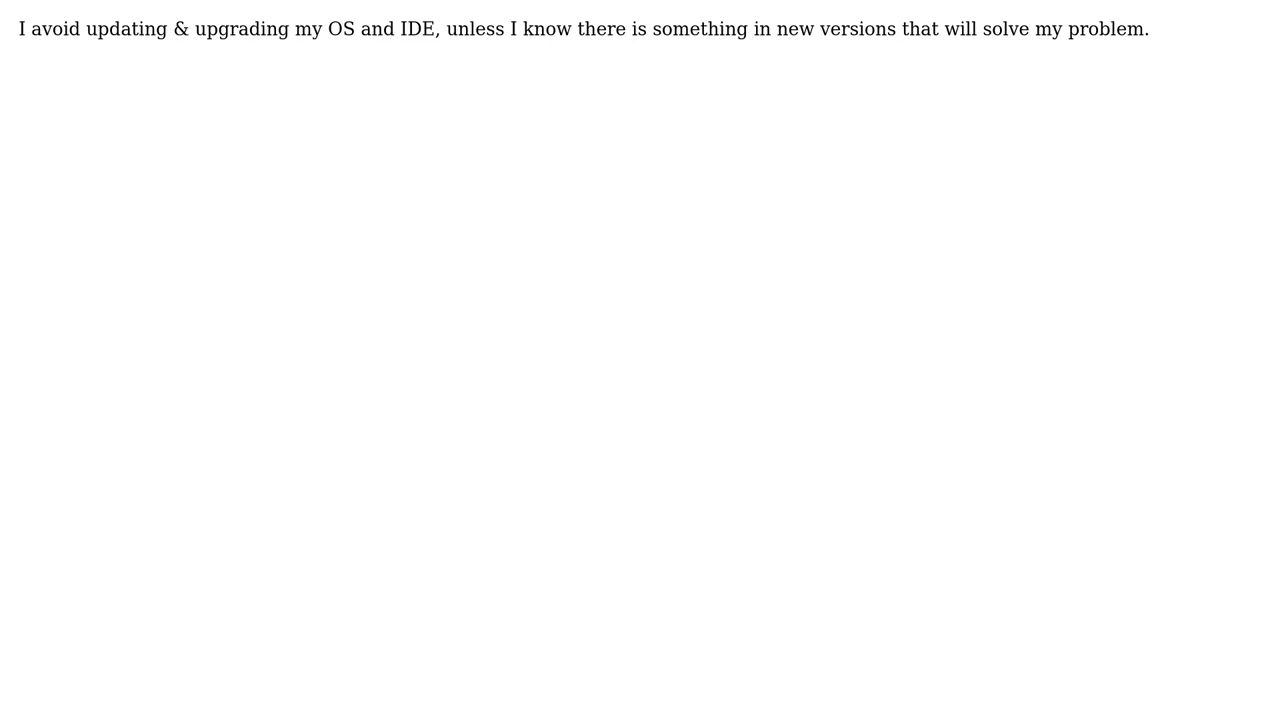 I avoid updating & upgrading my OS and IDE, unless I know there is something in new versions that will solve my problem.